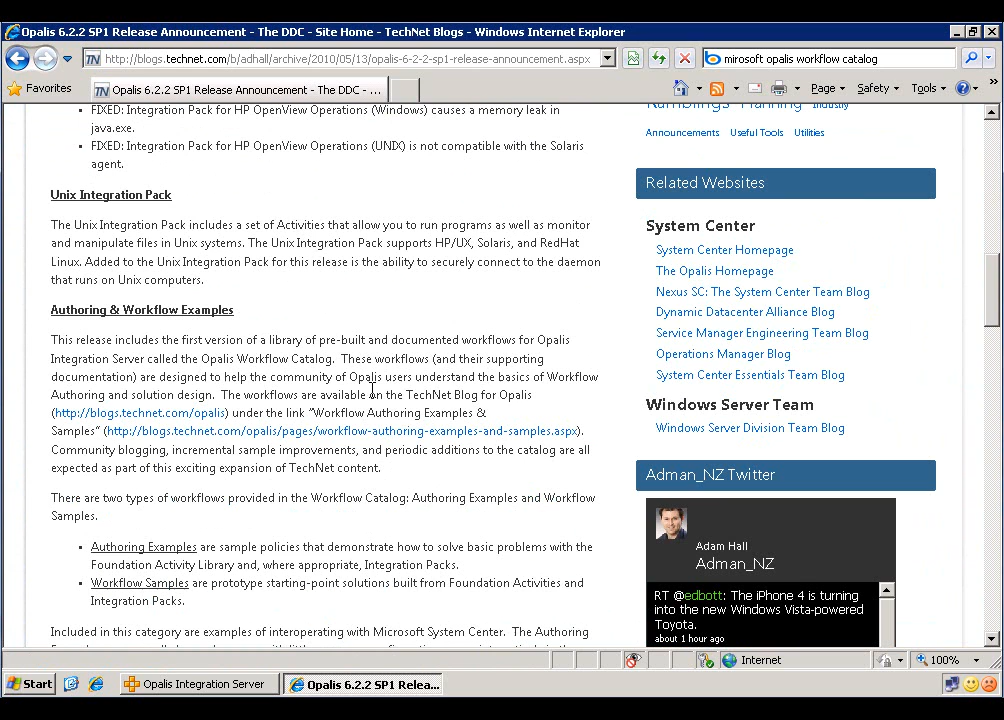 Opalis 6.2.2 SP1 Release Announcement - The DDC - Site Home - TechNet Blogs - Windows Internet Explorer
http://blogs.technet.com/b/adhall/archive/2010/05/13/opalis-6-2-2-sp1-release-announcement.aspx
mirosoft opalis workflow catalog
Favorites
Opalis 6.2.2 SP1 Release Announcement - The DDC - ...
Page
Safety
Tools
FIXED: Integration Pack for HP OpenView Operations (Windows) causes a memory leak in
java.exe.
FIXED: Integration Pack for HP OpenView Operations (UNIX) is not compatible with the Solaris
agent.
Unix Integration Pack
The Unix Integration Pack includes a set of Activities that allow you to run programs as well as monitor
and manipulate files in Unix systems. The Unix Integration Pack supports HP/UX, Solaris, and RedHat
Linux. Added to the Unix Integration Pack for this release is the ability to securely connect to the daemon
that runs on Unix computers.
Authoring & Workflow Examples
This release includes the first version of a library of pre-built and documented workflows for Opalis
Integration Server called the Opalis Workflow Catalog.  These workflows (and their supporting
documentation) are designed to help the community of Opalis users understand the basics of Workflow
Authoring and solution design.  The workflows are available on the TechNet Blog for Opalis
(http://blogs.technet.com/opalis) under the link “Workflow Authoring Examples &
Samples” (http://blogs.technet.com/opalis/pages/workflow-authoring-examples-and-samples.aspx).
Community blogging, incremental sample improvements, and periodic additions to the catalog are all
expected as part of this exciting expansion of TechNet content.
There are two types of workflows provided in the Workflow Catalog: Authoring Examples and Workflow
Samples.
Authoring Examples are sample policies that demonstrate how to solve basic problems with the
Foundation Activity Library and, where appropriate, Integration Packs.
Workflow Samples are prototype starting-point solutions built from Foundation Activities and
Integration Packs.
Included in this category are examples of interoperating with Microsoft System Center.  The Authoring
Rumblings Planning Industry
Announcements Useful Tools Utilities
Related Websites
System Center
System Center Homepage
The Opalis Homepage
Nexus SC: The System Center Team Blog
Dynamic Datacenter Alliance Blog
Service Manager Engineering Team Blog
Operations Manager Blog
System Center Essentials Team Blog
Windows Server Team
Windows Server Division Team Blog
Adman_NZ Twitter
Adam Hall
Adman_NZ
RT @edbott: The iPhone 4 is turning
into the new Windows Vista-powered
Toyota.
about 1 hour ago
Internet
100%
Start
Opalis Integration Server
Opalis 6.2.2 SP1 Relea...